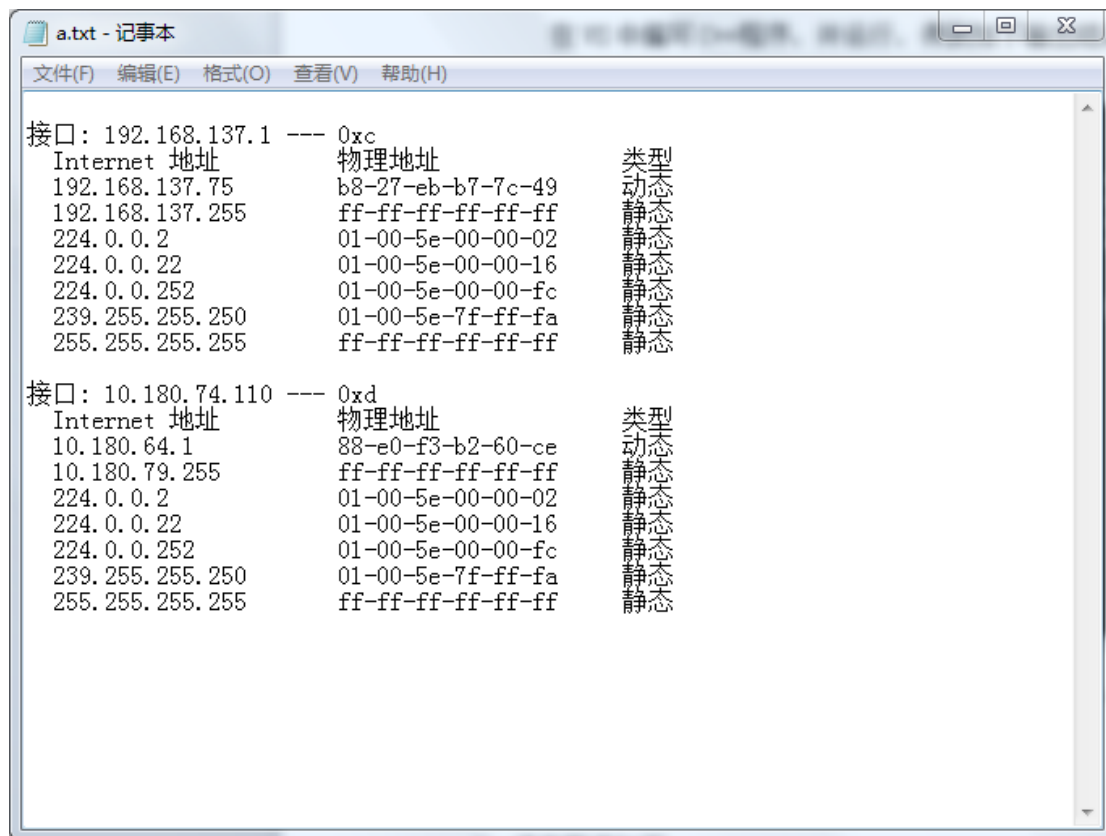 a.txt - 记事本
文件(F) 编辑(E) 格式(O) 查看(V) 帮助(H)
接口: 192.168.137.1 --- 0xc
Internet 地址 物理地址 类型
192.168.137.75 b8-27-eb-b7-7c-49 动态
192.168.137.255 ff-ff-ff-ff-ff-ff 静态
224.0.0.2 01-00-5e-00-00-02 静态
224.0.0.22 01-00-5e-00-00-16 静态
224.0.0.252 01-00-5e-00-00-fc 静态
239.255.255.250 01-00-5e-7f-ff-fa 静态
255.255.255.255 ff-ff-ff-ff-ff-ff 静态
接口: 10.180.74.110 --- 0xd
Internet 地址 物理地址 类型
10.180.64.1 88-e0-f3-b2-60-ce 动态
10.180.79.255 ff-ff-ff-ff-ff-ff 静态
224.0.0.2 01-00-5e-00-00-02 静态
224.0.0.22 01-00-5e-00-00-16 静态
224.0.0.252 01-00-5e-00-00-fc 静态
239.255.255.250 01-00-5e-7f-ff-fa 静态
255.255.255.255 ff-ff-ff-ff-ff-ff 静态